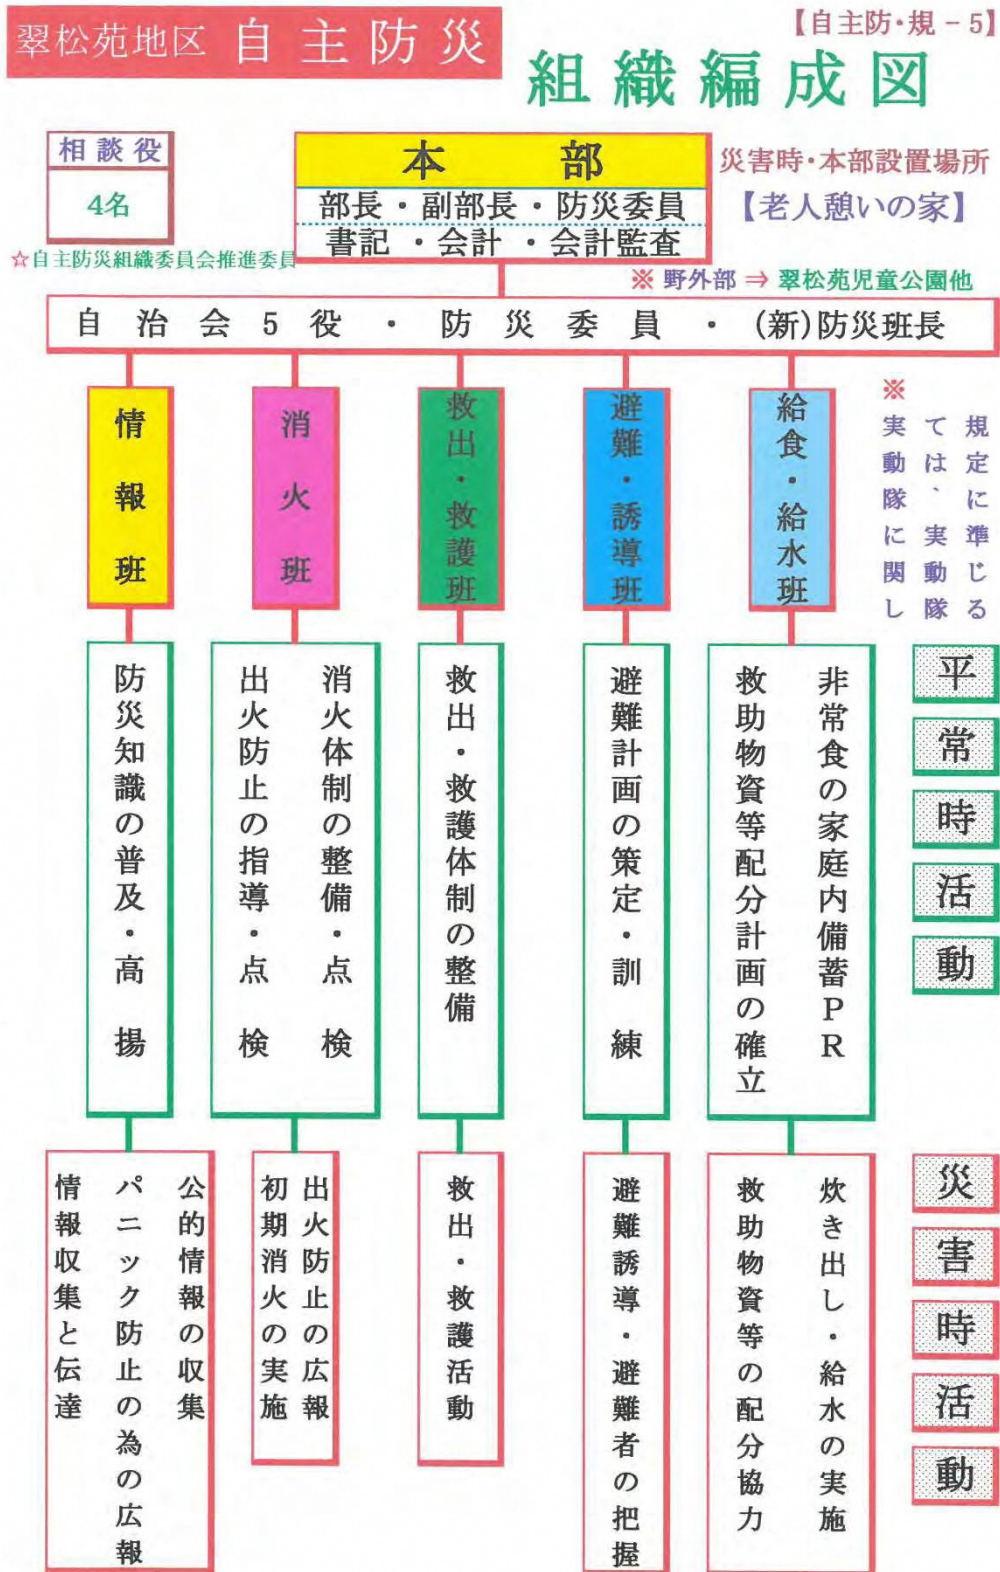 翠松苑地区 自主防災
【自主防・規－5】
組織編成図
相談役
4名
☆自主防災組織委員会推進委員
本部
部長・副部長・防災委員
書記・会計・会計監査
災害時・本部設置場所
【老人憩いの家】
※ 野外部 ⇒ 翠松苑児童公園他
自治会5役・防災委員・(新)防災班長
情報班
消火班
救出・救護班
避難・誘導班
給食・給水班
※
規定に準じる
ては、実動隊
実動隊に関し
平常時活動
防災知識の普及・高揚
消火体制の整備・点検
出火防止の指導・点検
救出・救護体制の整備
避難計画の策定・訓練
非常食の家庭内備蓄PR
救助物資等配分計画の確立
災害時活動
公的情報の収集
パニック防止の為の広報
情報収集と伝達
出火防止の広報
初期消火の実施
救出・救護活動
避難誘導・避難者の把握
炊き出し・給水の実施
救助物資等の配分協力